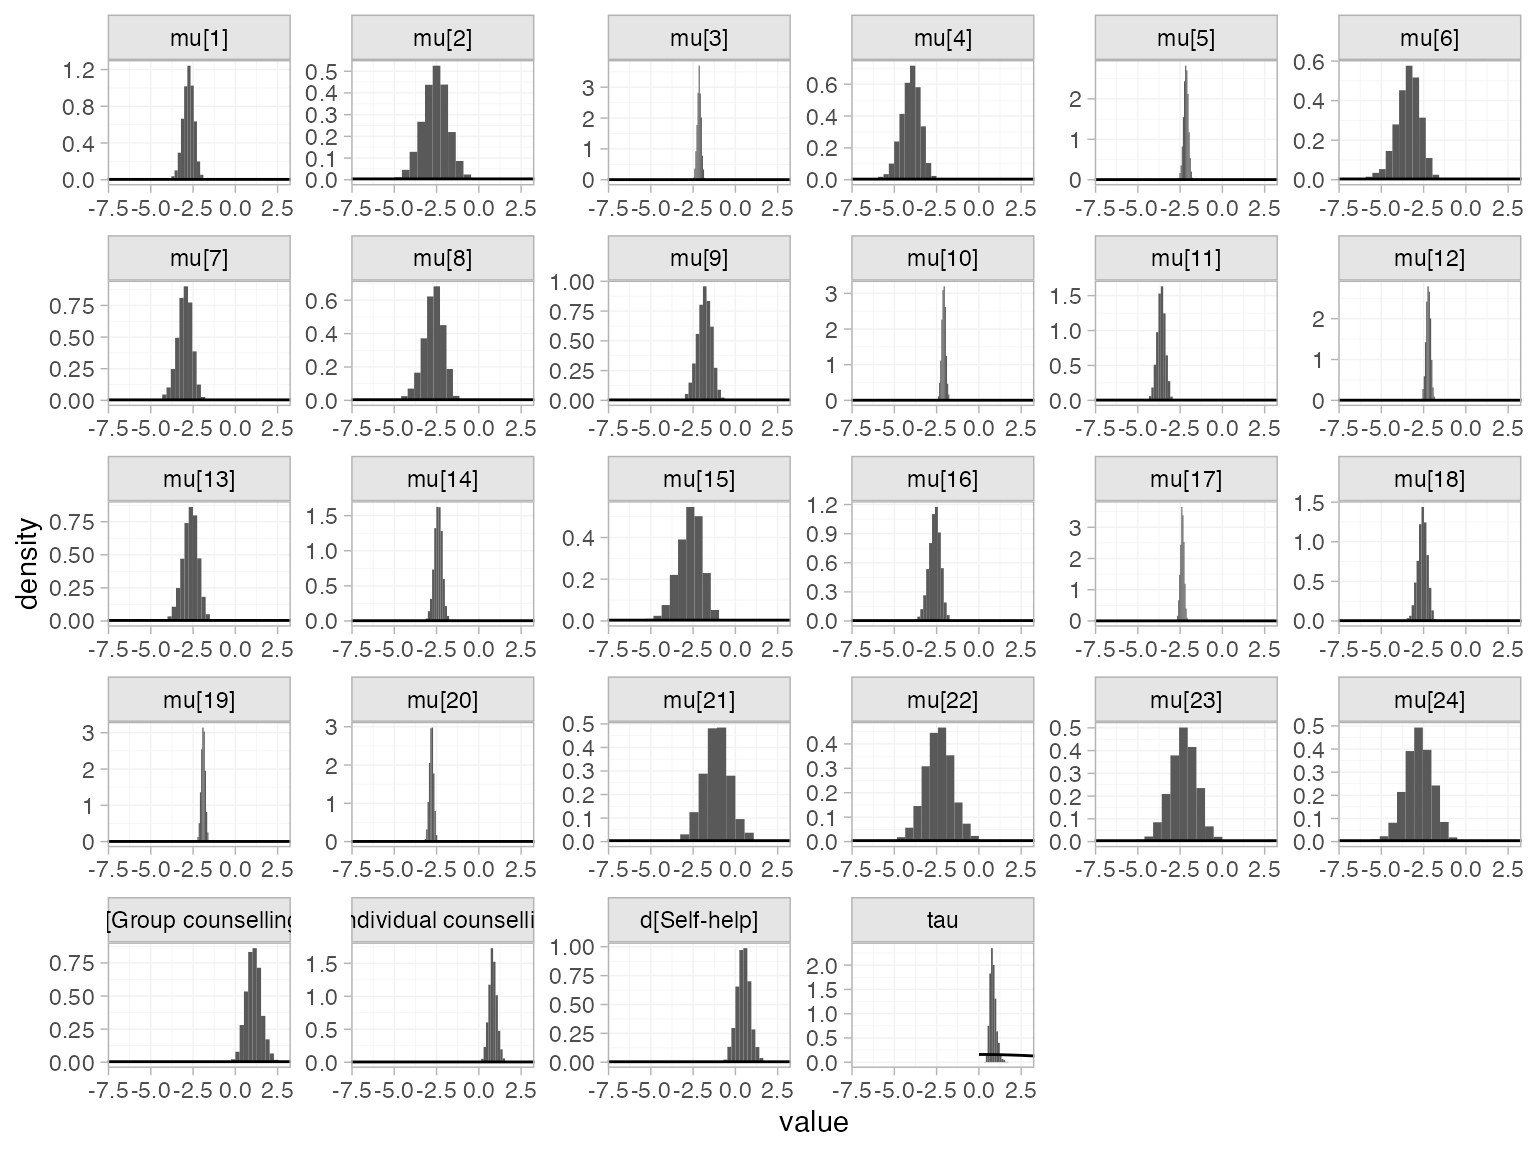 mu[1] mu[2] mu[3] mu[4] mu[5] mu[6]
1.2 0.8 0.4 0.0 0.5 0.4 0.3 0.2 0.1 0.0 3 2 1 0 0.6 0.4 0.2 0.0 2 1 0 0.6 0.4 0.2 0.0
-7.5 -5.0 -2.5 0.0 2.5 -7.5 -5.0 -2.5 0.0 2.5 -7.5 -5.0 -2.5 0.0 2.5 -7.5 -5.0 -2.5 0.0 2.5 -7.5 -5.0 -2.5 0.0 2.5 -7.5 -5.0 -2.5 0.0 2.5
mu[7] mu[8] mu[9] mu[10] mu[11] mu[12]
0.75 0.50 0.25 0.00 0.6 0.4 0.2 0.0 1.00 0.75 0.50 0.25 0.00 3 2 1 0 1.5 1.0 0.5 0.0 2 1 0
-7.5 -5.0 -2.5 0.0 2.5 -7.5 -5.0 -2.5 0.0 2.5 -7.5 -5.0 -2.5 0.0 2.5 -7.5 -5.0 -2.5 0.0 2.5 -7.5 -5.0 -2.5 0.0 2.5 -7.5 -5.0 -2.5 0.0 2.5
mu[13] mu[14] mu[15] mu[16] mu[17] mu[18]
0.75 0.50 0.25 0.00 1.5 1.0 0.5 0.0 0.4 0.2 0.0 1.2 0.9 0.6 0.3 0.0 3 2 1 0 1.5 1.0 0.5 0.0
-7.5 -5.0 -2.5 0.0 2.5 -7.5 -5.0 -2.5 0.0 2.5 -7.5 -5.0 -2.5 0.0 2.5 -7.5 -5.0 -2.5 0.0 2.5 -7.5 -5.0 -2.5 0.0 2.5 -7.5 -5.0 -2.5 0.0 2.5
density
mu[19] mu[20] mu[21] mu[22] mu[23] mu[24]
3 2 1 0 3 2 1 0 0.5 0.4 0.3 0.2 0.1 0.0 0.4 0.3 0.2 0.1 0.0 0.5 0.4 0.3 0.2 0.1 0.0 0.5 0.4 0.3 0.2 0.1 0.0
-7.5 -5.0 -2.5 0.0 2.5 -7.5 -5.0 -2.5 0.0 2.5 -7.5 -5.0 -2.5 0.0 2.5 -7.5 -5.0 -2.5 0.0 2.5 -7.5 -5.0 -2.5 0.0 2.5 -7.5 -5.0 -2.5 0.0 2.5
[Group counselling ndividual counselli d[Self-help] tau
0.75 0.50 0.25 0.00 1.5 1.0 0.5 0.0 1.00 0.75 0.50 0.25 0.00 2.0 1.5 1.0 0.5 0.0
-7.5 -5.0 -2.5 0.0 2.5 -7.5 -5.0 -2.5 0.0 2.5 -7.5 -5.0 -2.5 0.0 2.5 -7.5 -5.0 -2.5 0.0 2.5
value